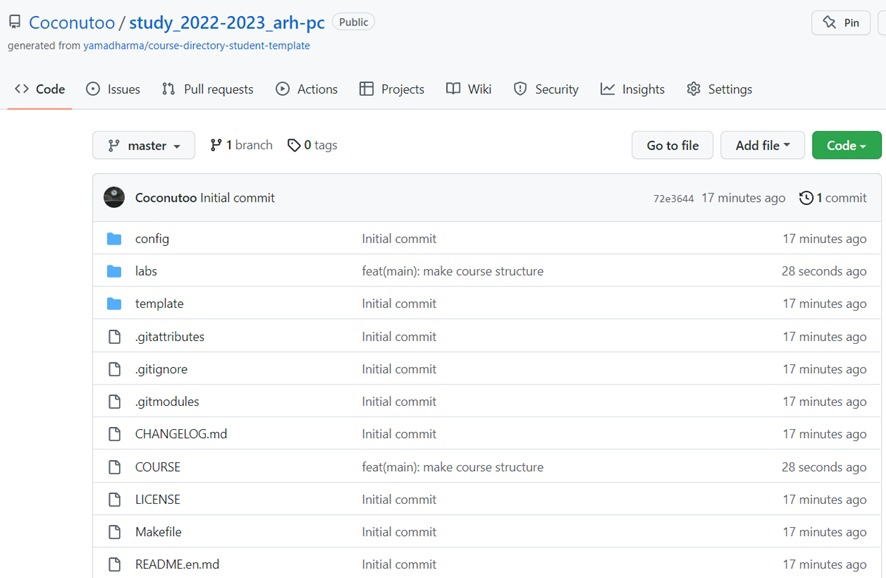 Coconutoo / study_2022-2023_arh-pc Public Pin
generated from yamadharma/course-directory-student-template
Code Issues Pull requests Actions Projects Wiki Security Insights Settings
master 1 branch 0 tags Go to file Add file Code
Coconutoo Initial commit 72e3644 17 minutes ago 1 commit
config Initial commit 17 minutes ago
labs feat(main): make course structure 28 seconds ago
template Initial commit 17 minutes ago
.gitattributes Initial commit 17 minutes ago
.gitignore Initial commit 17 minutes ago
.gitmodules Initial commit 17 minutes ago
CHANGELOG.md Initial commit 17 minutes ago
COURSE feat(main): make course structure 28 seconds ago
LICENSE Initial commit 17 minutes ago
Makefile Initial commit 17 minutes ago
README.en.md Initial commit 17 minutes ago